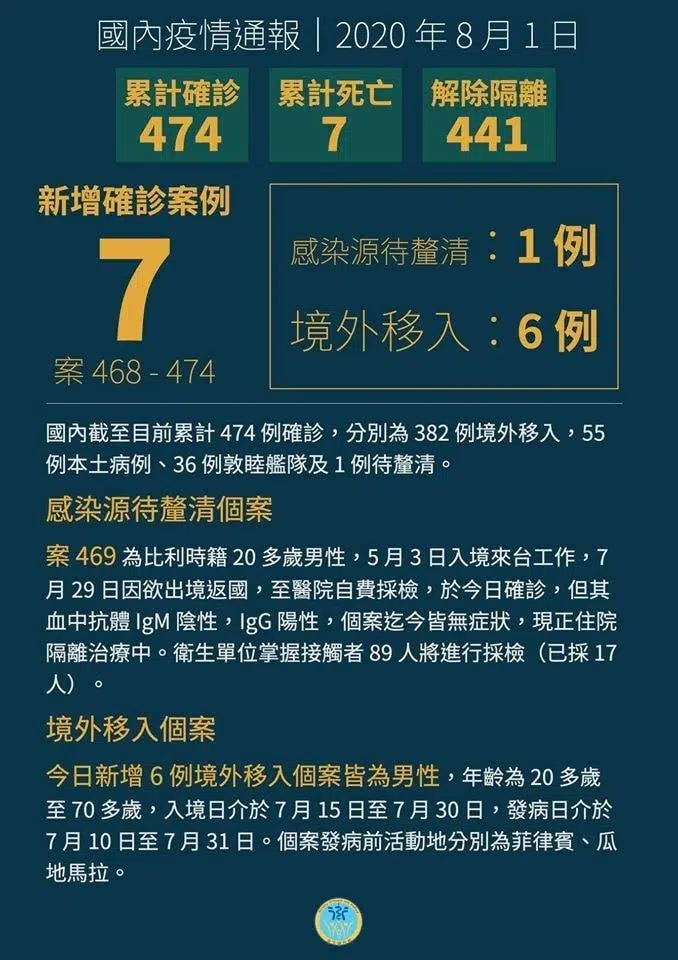 國內疫情通報｜2020 年 8 月 1 日
累計確診 累計死亡 解除隔離
474 7 441
新增確診案例
7
案 468 - 474
感染源待釐清：1 例
境外移入：6 例
國內截至目前累計 474 例確診，分別為 382 例境外移入，55
例本土病例、36 例敦睦艦隊及 1 例待釐清。
感染源待釐清個案
案 469 為比利時籍 20 多歲男性，5 月 3 日入境來台工作，7
月 29 日因欲出境返國，至醫院自費採檢，於今日確診，但其
血中抗體 IgM 陰性，IgG 陽性，個案迄今皆無症狀，現正住院
隔離治療中。衛生單位掌握接觸者 89 人將進行採檢（已採 17
人）。
境外移入個案
今日新增 6 例境外移入個案皆為男性，年齡為 20 多歲
至 70 多歲，入境日介於 7 月 15 日至 7 月 30 日，發病日介於
7 月 10 日至 7 月 31 日。個案發病前活動地分別為菲律賓、瓜
地馬拉。